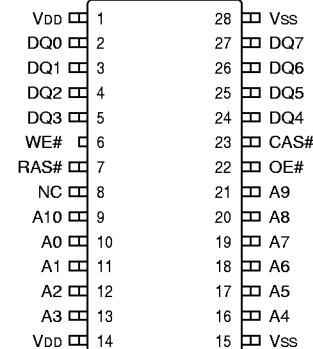 VDD 1 28 VSS
DQ0 2 27 DQ7
DQ1 3 26 DQ6
DQ2 4 25 DQ5
DQ3 5 24 DQ4
WE# 6 23 CAS#
RAS# 7 22 OE#
NC 8 21 A9
A10 9 20 A8
A0 10 19 A7
A1 11 18 A6
A2 12 17 A5
A3 13 16 A4
VDD 14 15 VSS